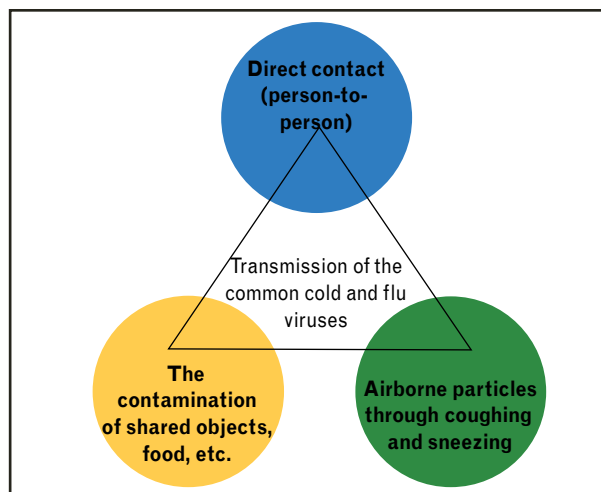 Direct contact
(person-to-
person)
Transmission of the
common cold and flu
viruses
The
contamination
of shared objects,
food, etc.
Airborne particles
through coughing
and sneezing